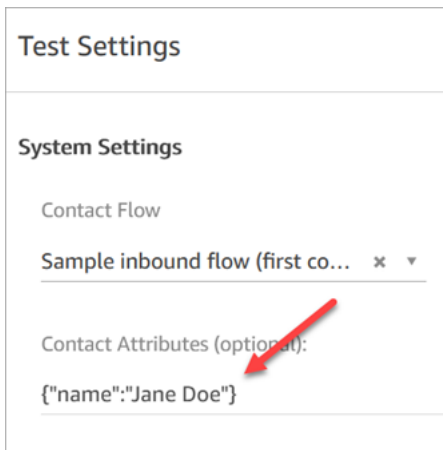 Test Settings
System Settings
Contact Flow
Sample inbound flow (first co...
Contact Attributes (optional):
{"name":"Jane Doe"}